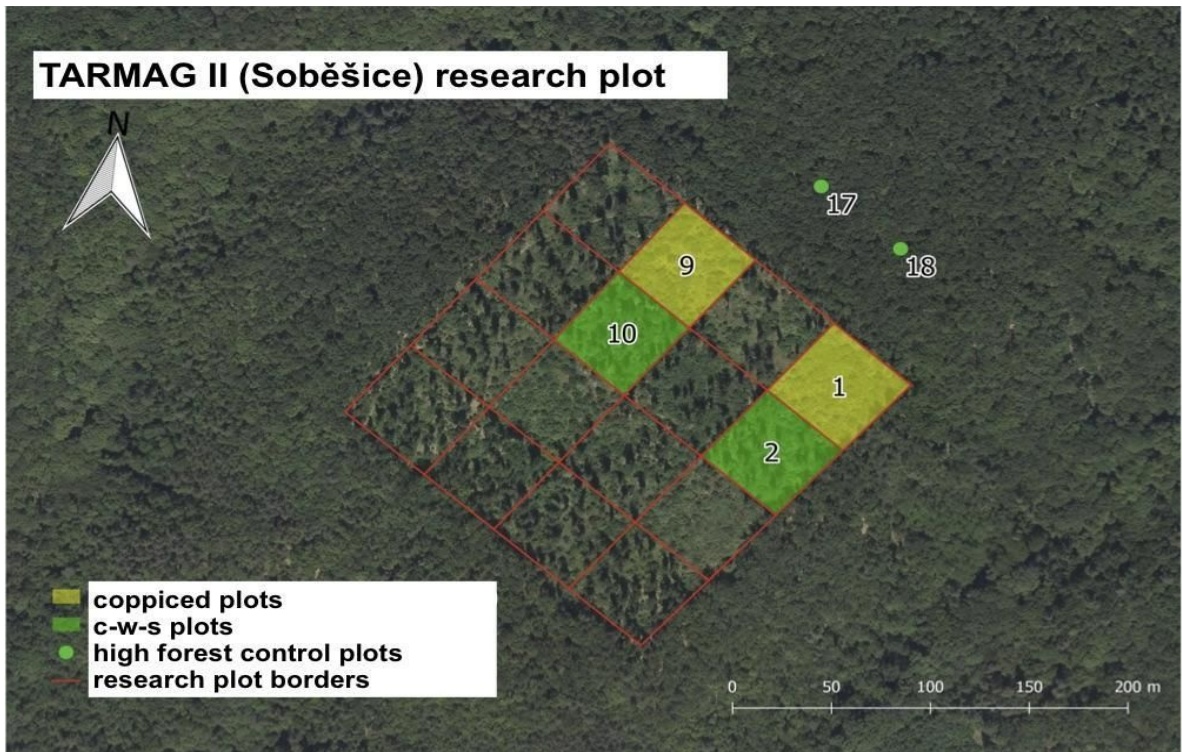 TARMAG II (Soběšice) research plot
N
17
18
9
10
1
2
coppiced plots
c-w-s plots
high forest control plots
research plot borders
0 50 100 150 200 m